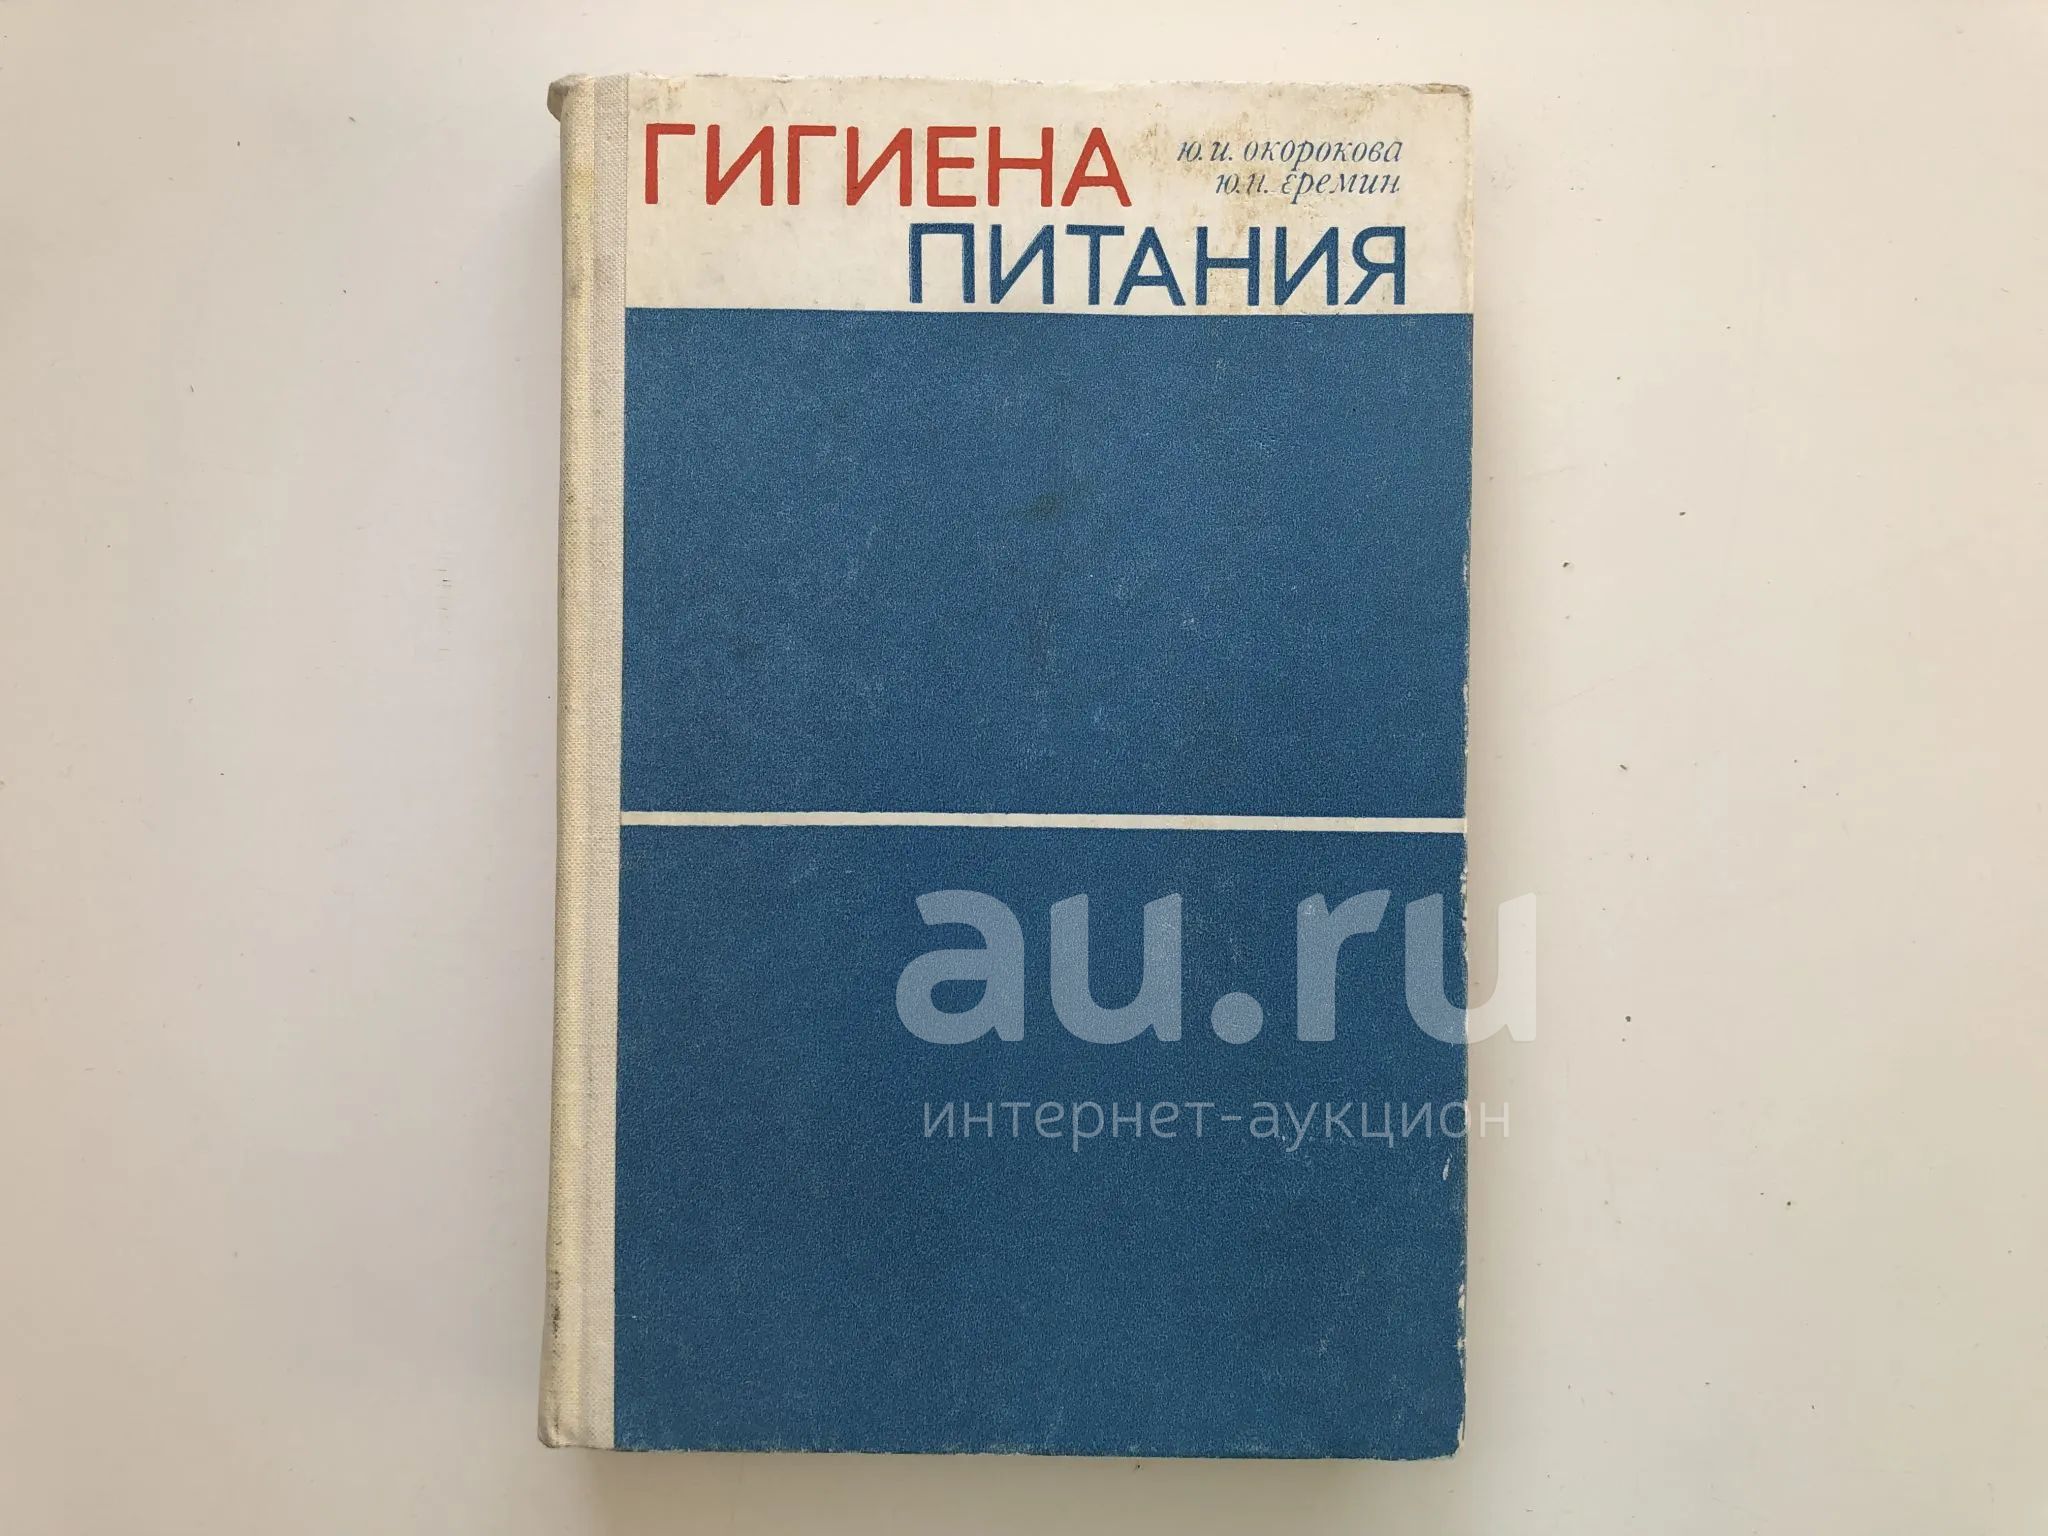 ГИГИЕНА
ю. и. окорокова
ю. н. еремин
ПИТАНИЯ
au.ru
интернет-аукцион